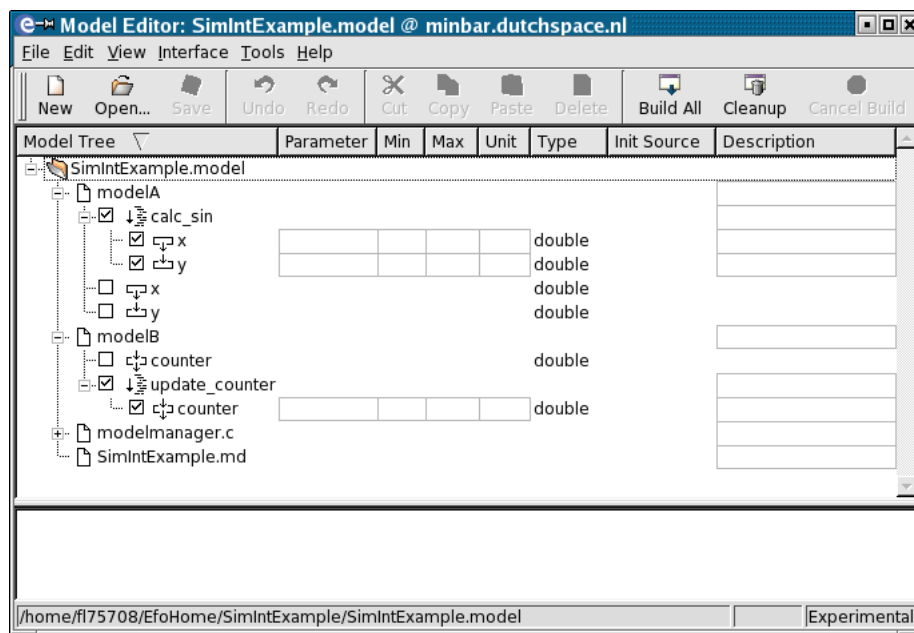 Model Editor: SimIntExample.model @ minbar.dutchspace.nl
File Edit View Interface Tools Help
New Open... Save Undo Redo Cut Copy Paste Delete Build All Cleanup Cancel Build
Model Tree Parameter Min Max Unit Type Init Source Description
SimIntExample.model
modelA
calc_sin
x double
y double
x double
y double
modelB
counter double
update_counter
counter double
modelmanager.c
SimIntExample.md
/home/fl75708/EfoHome/SimIntExample/SimIntExample.model Experimental